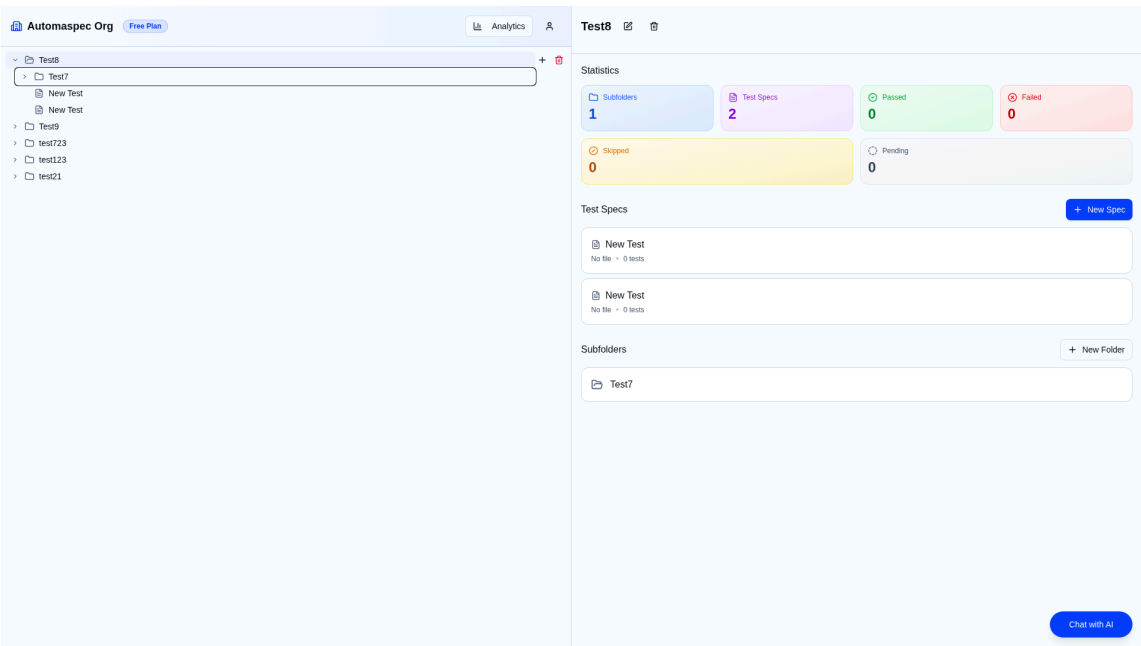 Automaspec Org
Free Plan
Analytics
Test8
Test7
New Test
New Test
Test9
test723
test123
test21
Test8
Statistics
Subfolders
1
Test Specs
2
Passed
0
Failed
0
Skipped
0
Pending
0
Test Specs
New Spec
New Test
No file • 0 tests
New Test
No file • 0 tests
Subfolders
New Folder
Test7
Chat with AI